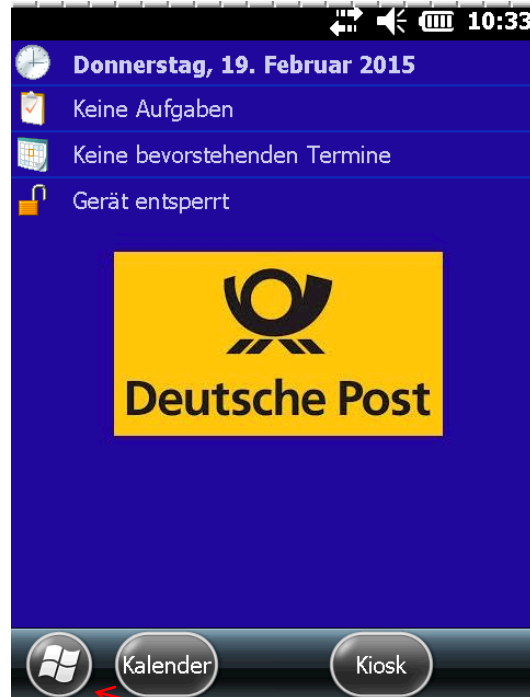 10:33
Donnerstag, 19. Februar 2015
Keine Aufgaben
Keine bevorstehenden Termine
Gerät entsperrt
Deutsche Post
Kalender
Kiosk